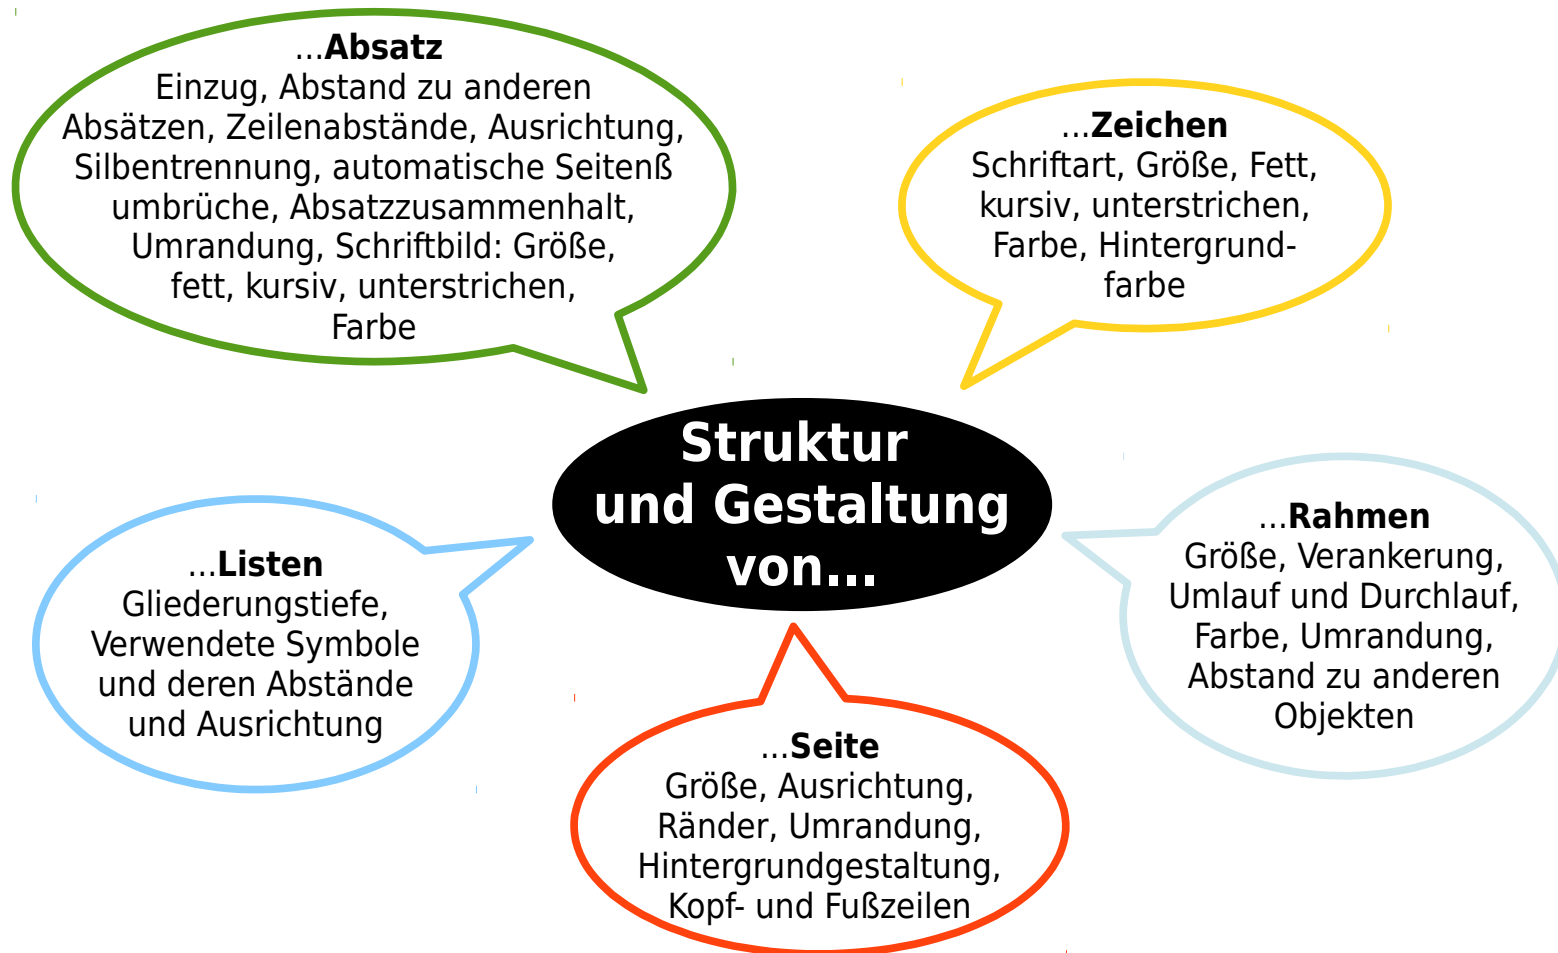 ...Absatz
Einzug, Abstand zu anderen
Absätzen, Zeilenabstände, Ausrichtung,
Silbentrennung, automatische Seitenß
umbrüche, Absatzzusammenhalt,
Umrandung, Schriftbild: Größe,
fett, kursiv, unterstrichen,
Farbe
...Zeichen
Schriftart, Größe, Fett,
kursiv, unterstrichen,
Farbe, Hintergrund-
farbe
Struktur
und Gestaltung
von...
...Listen
Gliederungstiefe,
Verwendete Symbole
und deren Abstände
und Ausrichtung
...Rahmen
Größe, Verankerung,
Umlauf und Durchlauf,
Farbe, Umrandung,
Abstand zu anderen
Objekten
...Seite
Größe, Ausrichtung,
Ränder, Umrandung,
Hintergrundgestaltung,
Kopf- und Fußzeilen